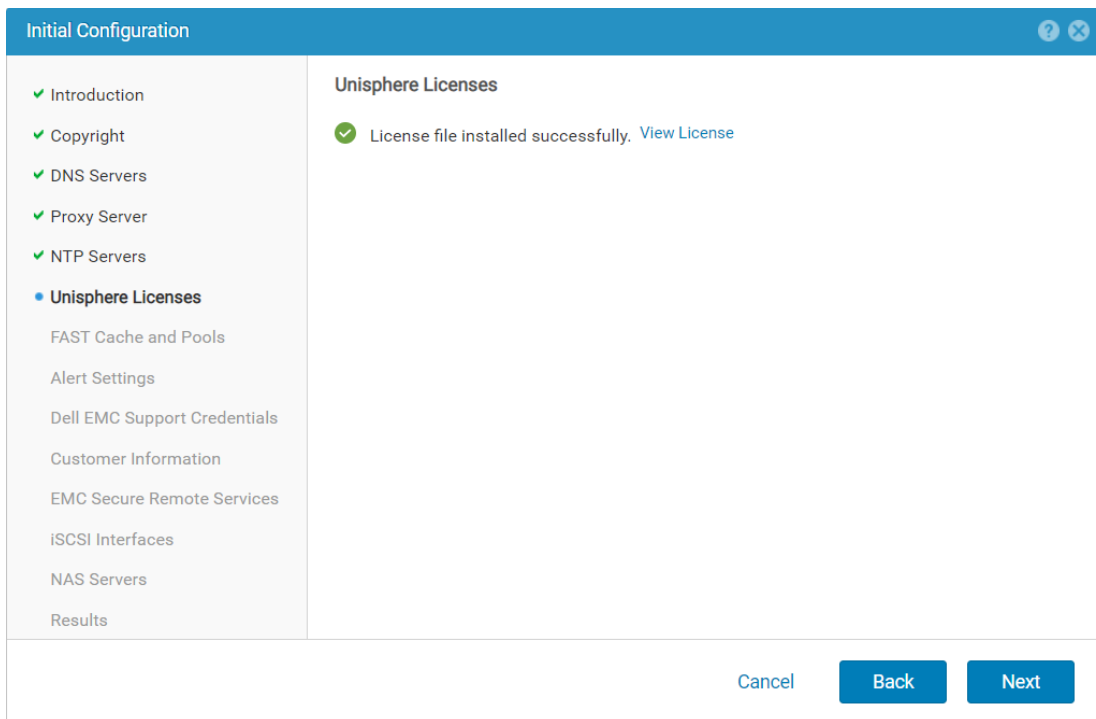 Initial Configuration
Introduction
Copyright
DNS Servers
Proxy Server
NTP Servers
Unisphere Licenses
FAST Cache and Pools
Alert Settings
Dell EMC Support Credentials
Customer Information
EMC Secure Remote Services
iSCSI Interfaces
NAS Servers
Results
Unisphere Licenses
License file installed successfully. View License
Cancel Back Next